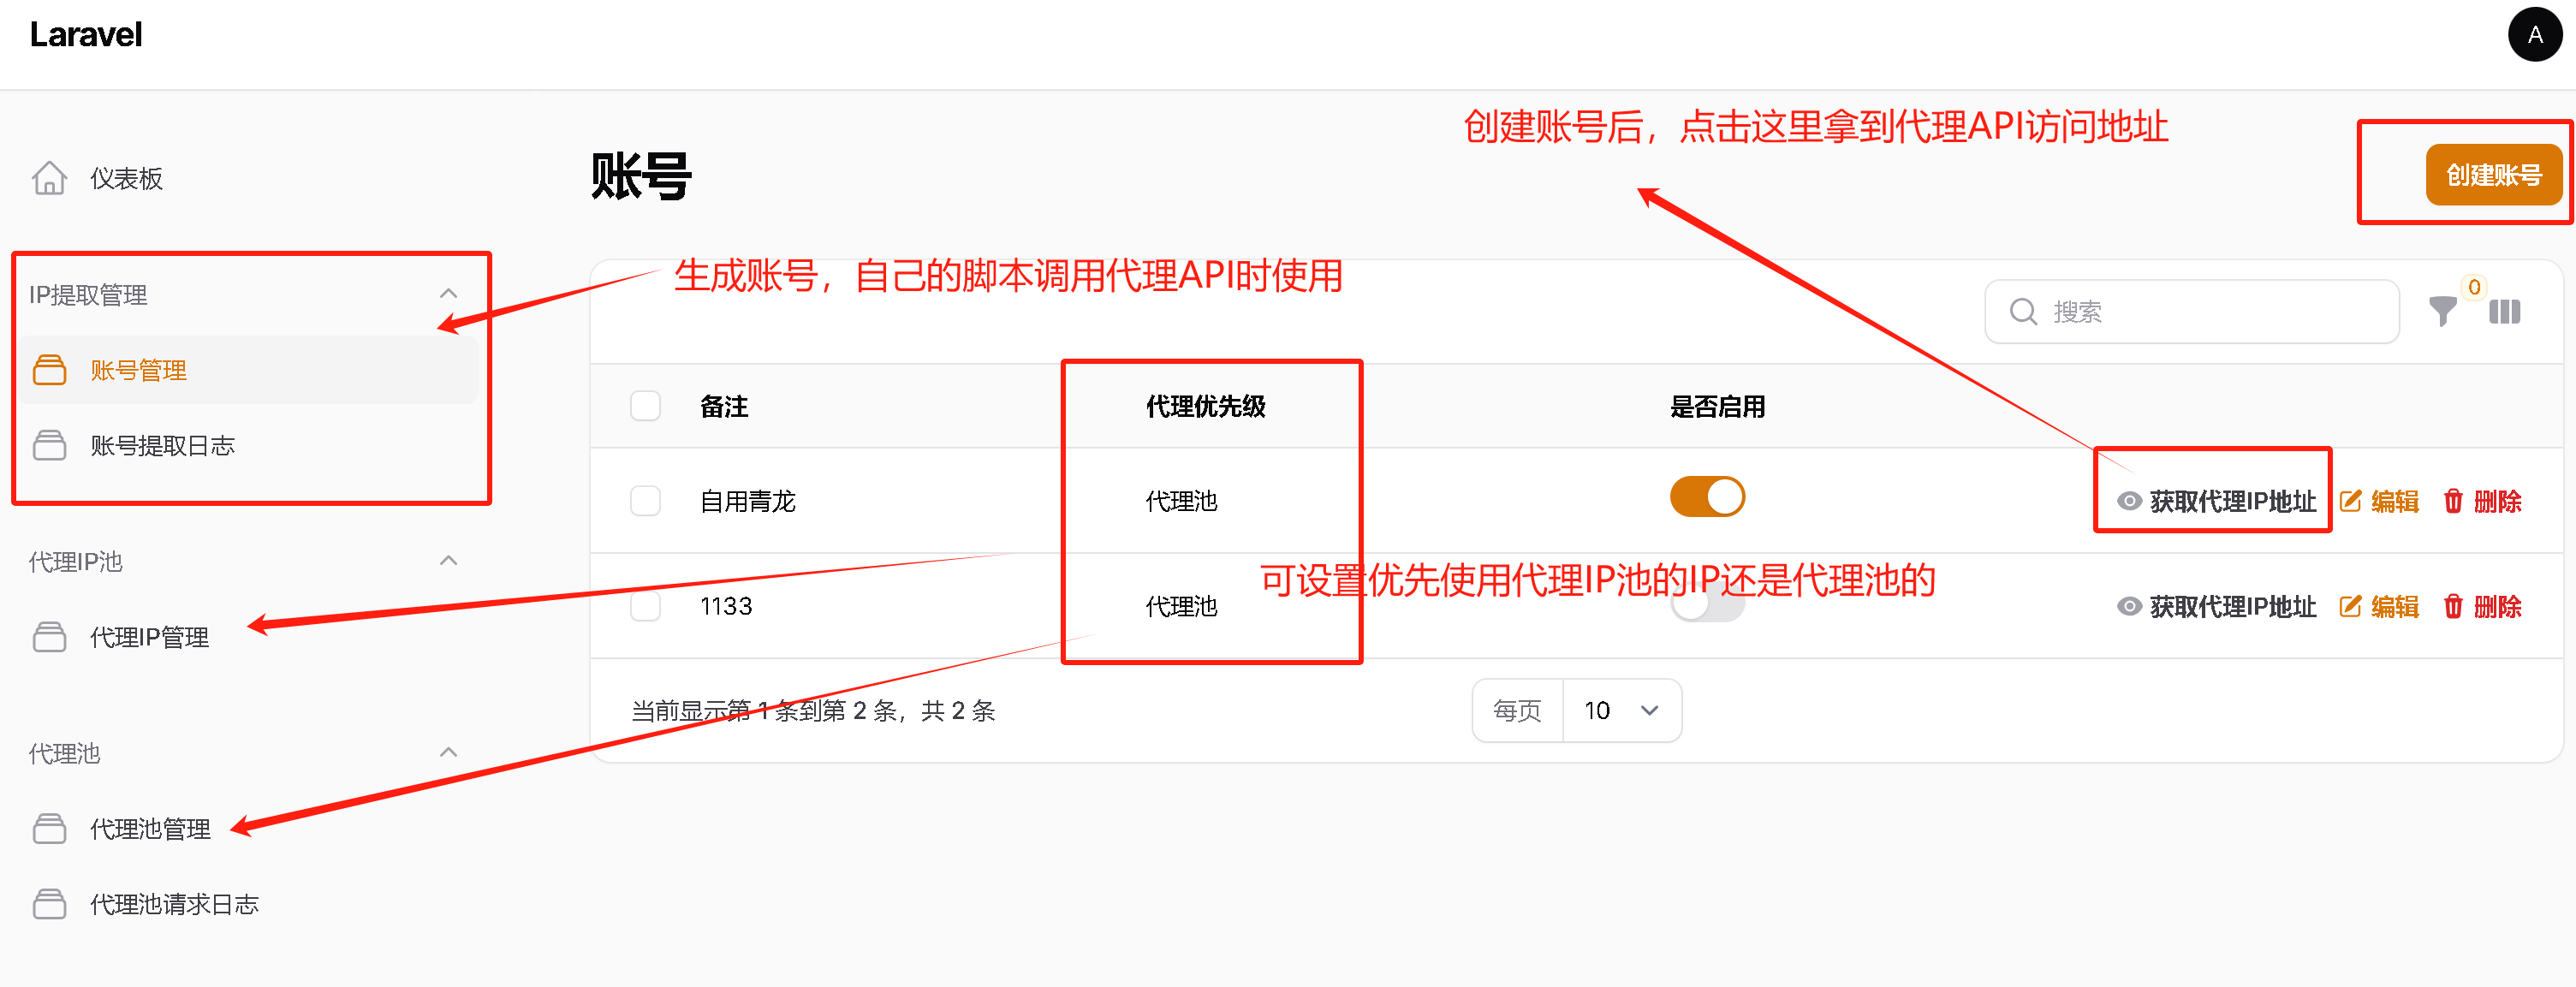 Laravel
A
创建账号后，点击这里拿到代理API访问地址
仪表板
账号
创建账号
生成账号，自己的脚本调用代理API时使用
IP提取管理
0
搜索
账号管理
备注
代理优先级
是否启用
账号提取日志
自用青龙
代理池
获取代理IP地址
编辑
删除
代理IP池
可设置优先使用代理IP池的IP还是代理池的
1133
代理池
获取代理IP地址
编辑
删除
代理IP管理
当前显示第 1 条到第 2 条，共 2 条
每页
10
代理池
代理池管理
代理池请求日志